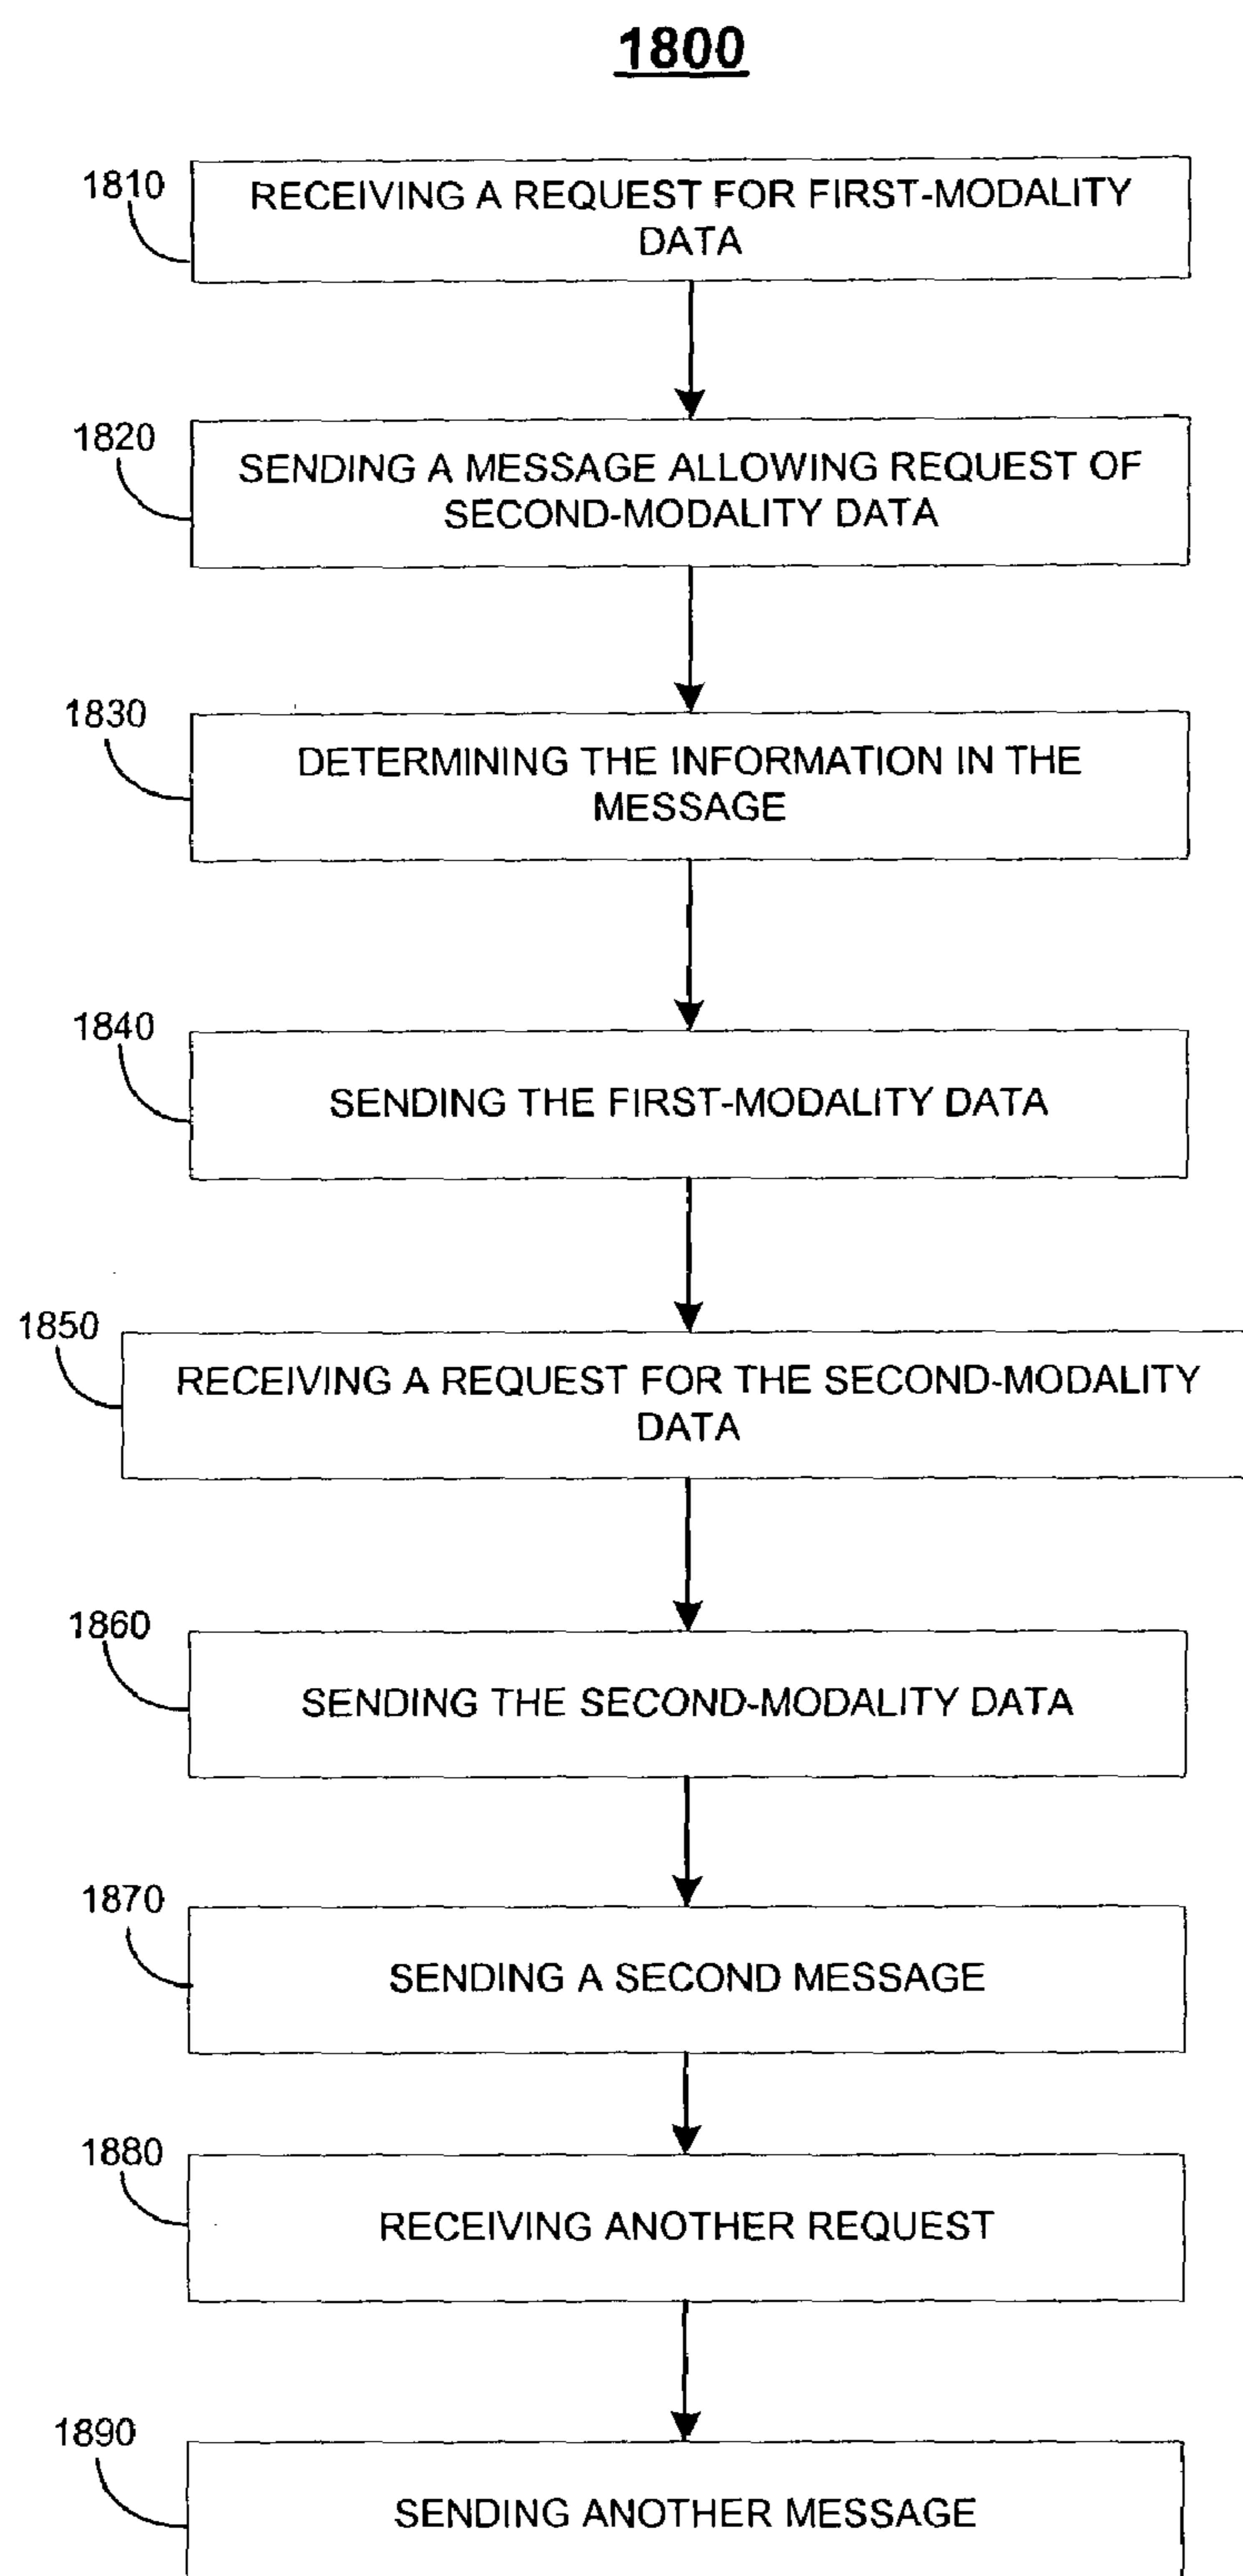 1800
1810
RECEIVING A REQUEST FOR FIRST-MODALITY
DATA
1820
SENDING A MESSAGE ALLOWING REQUEST OF
SECOND-MODALITY DATA
1830
DETERMINING THE INFORMATION IN THE
MESSAGE
1840
SENDING THE FIRST-MODALITY DATA
1850
RECEIVING A REQUEST FOR THE SECOND-MODALITY
DATA
1860
SENDING THE SECOND-MODALITY DATA
1870
SENDING A SECOND MESSAGE
1880
RECEIVING ANOTHER REQUEST
1890
SENDING ANOTHER MESSAGE